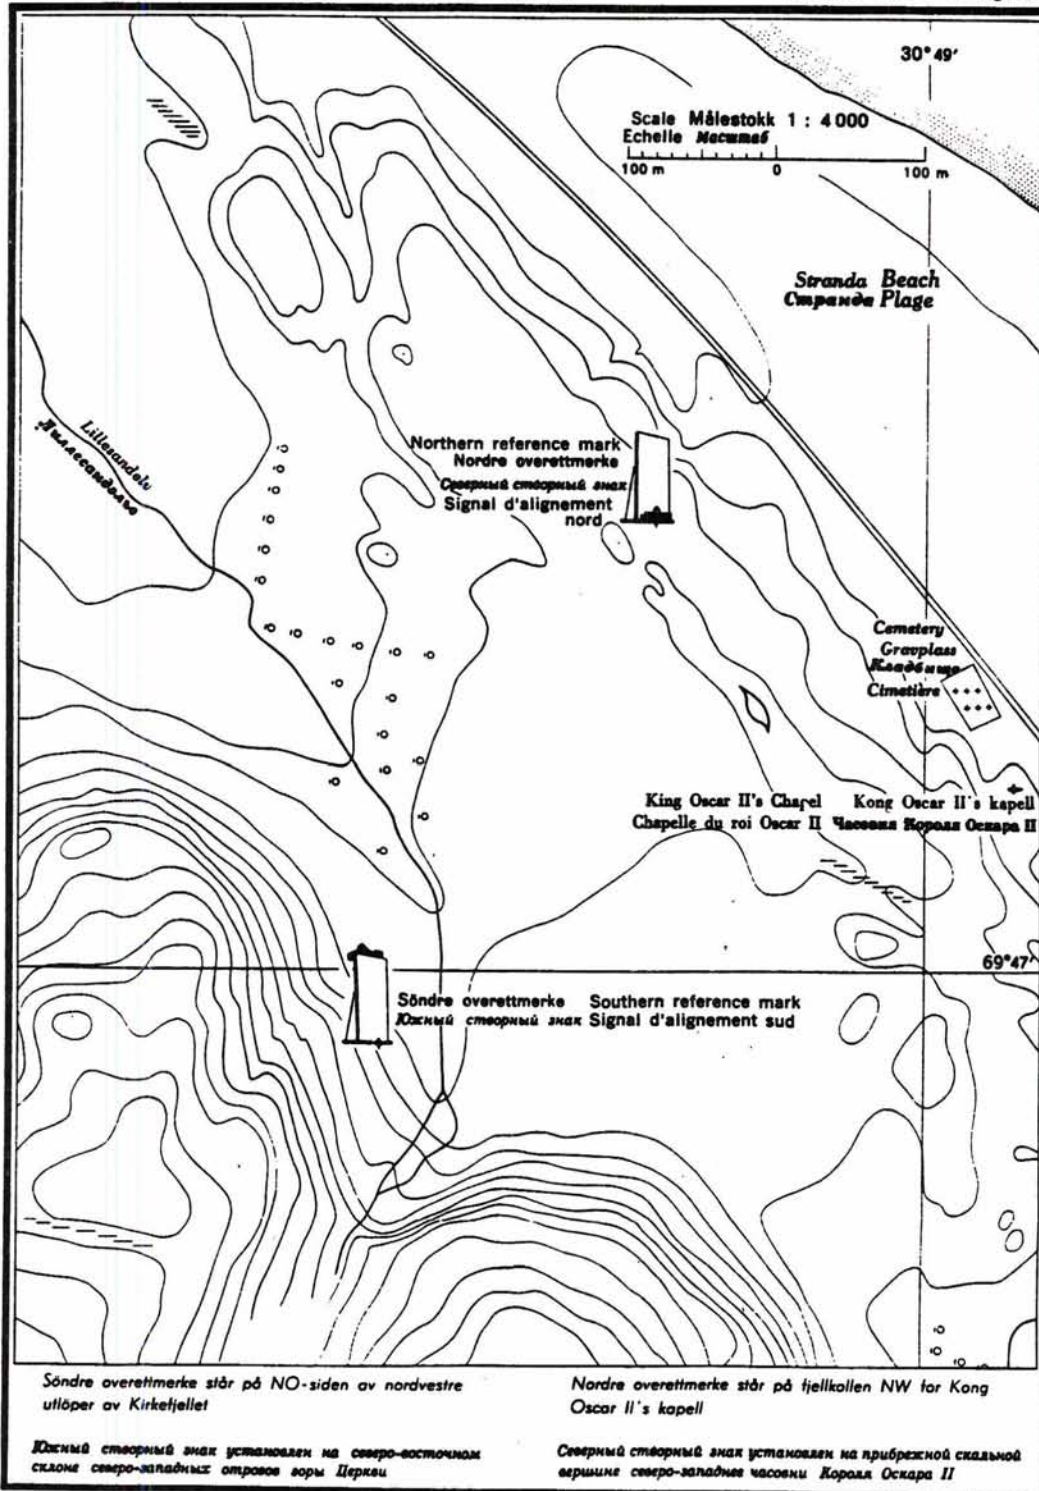 30°49′
Scale Målestokk 1 : 4 000
Echelle Масштаб
100 m 0 100 m
Stranda Beach
Странда Plage
Lillesandelv
Лиллесандэльв
Northern reference mark
Nordre overettmerke
Северный створный знак
Signal d'alignement
nord
Cemetery
Gravplass
Кладбище
Cimetière
King Oscar II's Chapel Kong Oscar II's kapell
Chapelle du roi Oscar II Часовня Короля Оскара II
69°47′
Söndre overettmerke Southern reference mark
Южный створный знак Signal d'alignement sud
Söndre overettmerke står på NO-siden av nordvestre
utlöper av Kirkefjellet
Nordre overettmerke står på fjellkollen NW for Kong
Oscar II's kapell
Южный створный знак установлен на северо-восточном
склоне северо-западных отрогов горы Церкви
Северный створный знак установлен на прибрежной скальной
вершине северо-западнее часовни Короля Оскара II